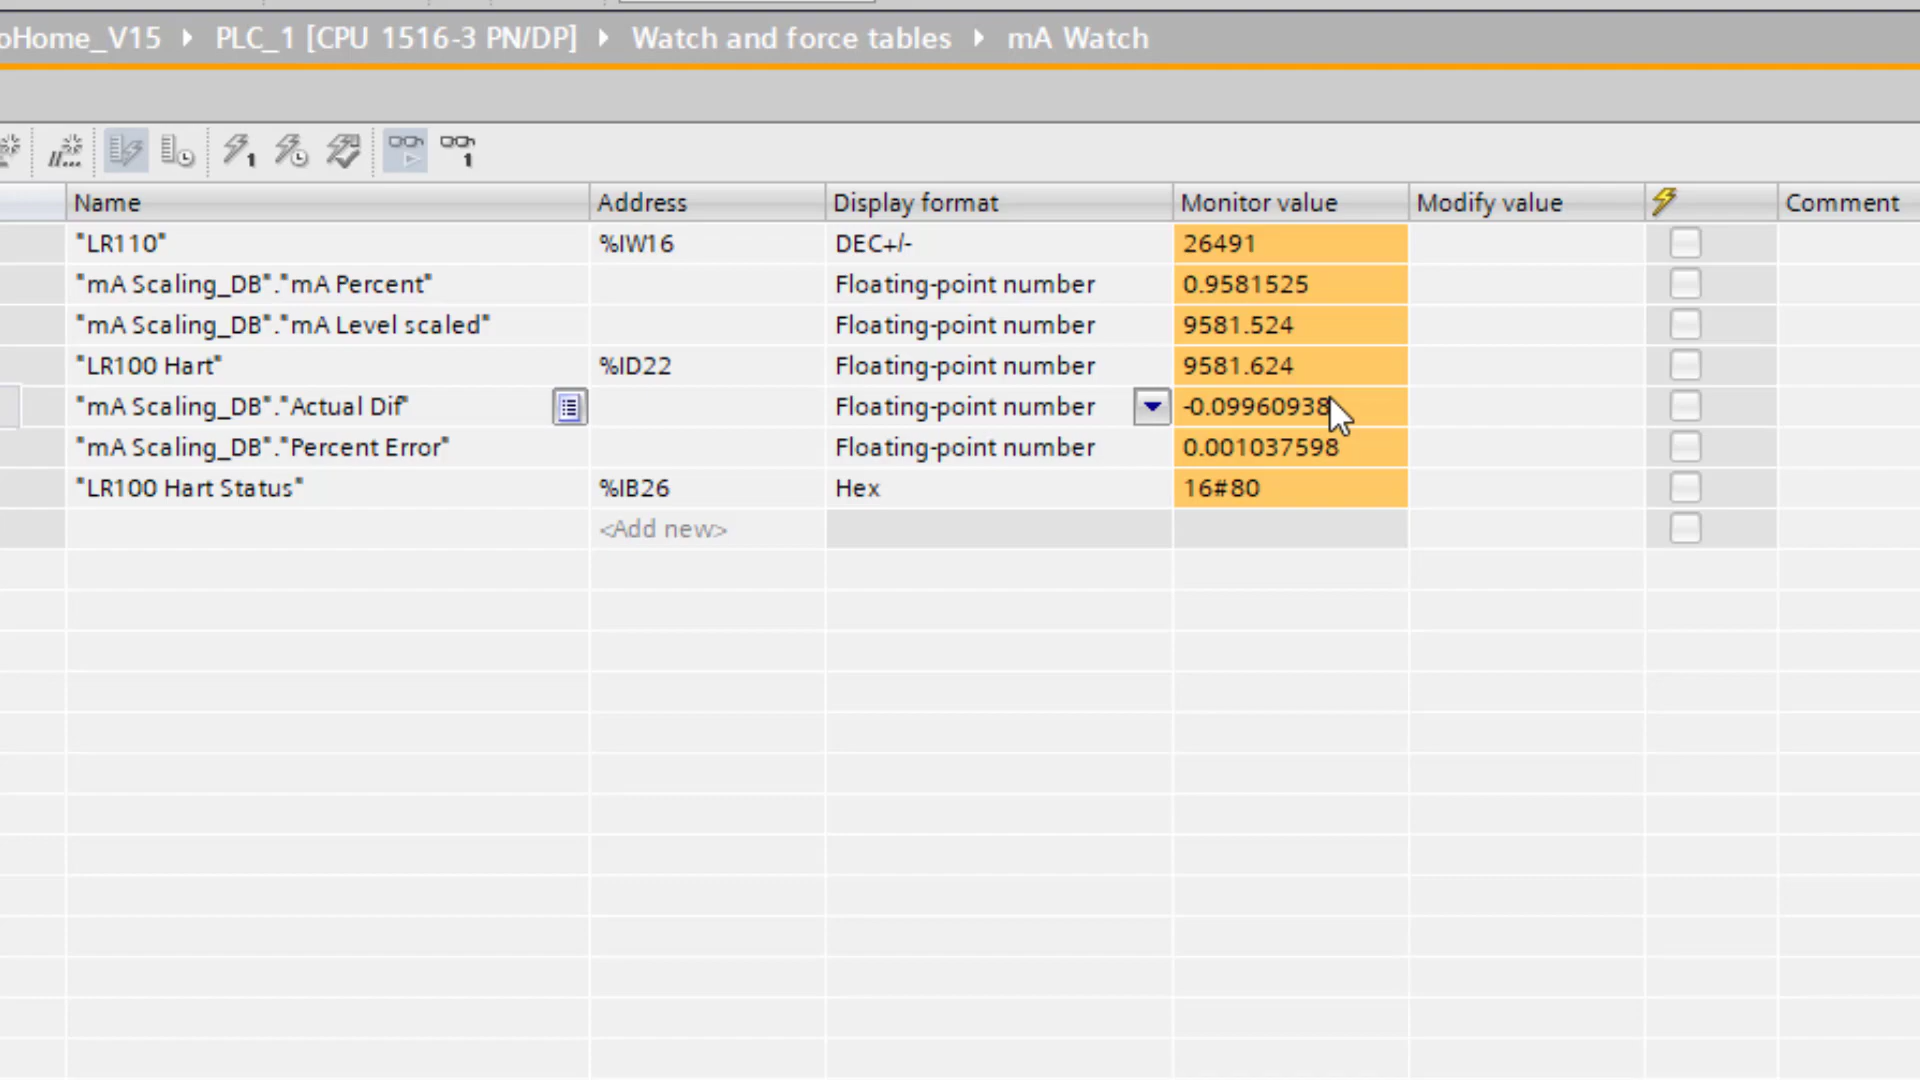 oHome_V15 ▸ PLC_1 [CPU 1516-3 PN/DP] ▸ Watch and force tables ▸ mA Watch
Name Address Display format Monitor value Modify value Comment
"LR110" %IW16 DEC+/- 26491
"mA Scaling_DB"."mA Percent" Floating-point number 0.9581525
"mA Scaling_DB"."mA Level scaled" Floating-point number 9581.524
"LR100 Hart" %ID22 Floating-point number 9581.624
"mA Scaling_DB"."Actual Dif" Floating-point number -0.09960938
"mA Scaling_DB"."Percent Error" Floating-point number 0.001037598
"LR100 Hart Status" %IB26 Hex 16#80
<Add new>